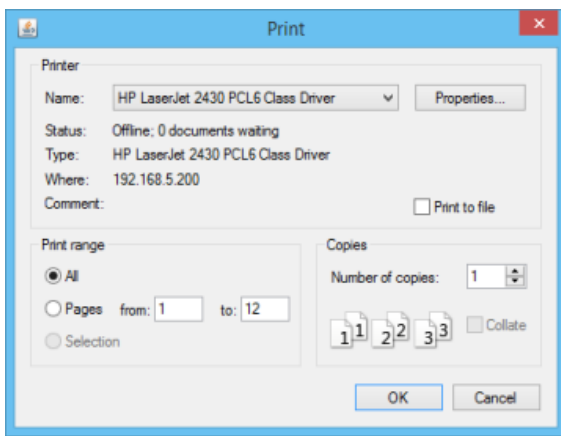 Print
Printer
Name: HP LaserJet 2430 PCL6 Class Driver Properties...
Status: Offline; 0 documents waiting
Type: HP LaserJet 2430 PCL6 Class Driver
Where: 192.168.5.200
Comment: Print to file
Print range
All
Pages from: 1 to: 12
Selection
Copies
Number of copies: 1
1 1 2 2 3 3 Collate
OK Cancel